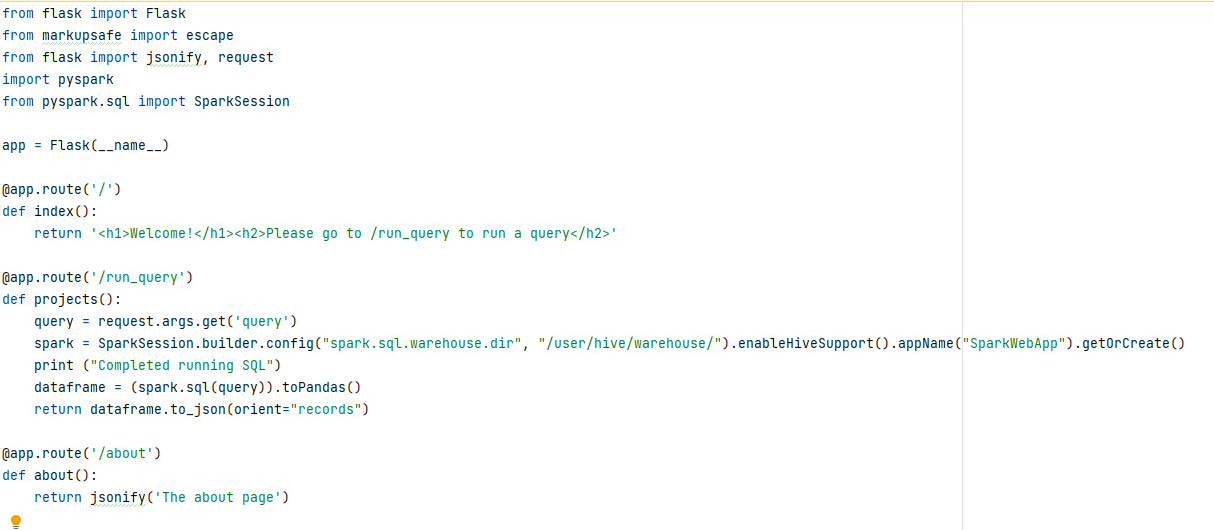 from flask import Flask
from markupsafe import escape
from flask import jsonify, request
import pyspark
from pyspark.sql import SparkSession

app = Flask(__name__)

@app.route('/')
def index():
    return '<h1>Welcome!</h1><h2>Please go to /run_query to run a query</h2>'

@app.route('/run_query')
def projects():
    query = request.args.get('query')
    spark = SparkSession.builder.config("spark.sql.warehouse.dir", "/user/hive/warehouse/").enableHiveSupport().appName("SparkWebApp").getOrCreate()
    print ("Completed running SQL")
    dataframe = (spark.sql(query)).toPandas()
    return dataframe.to_json(orient="records")

@app.route('/about')
def about():
    return jsonify('The about page')